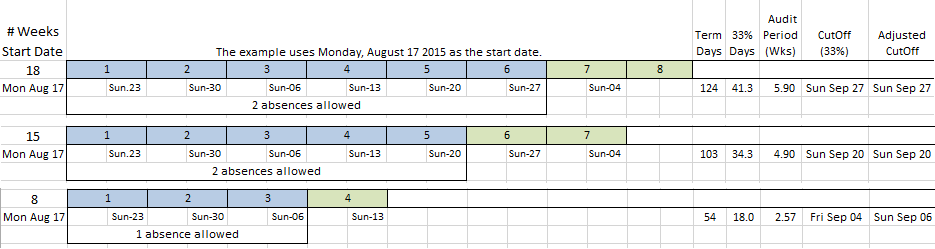 Audit
# Weeks Term 33% Period CutOff Adjusted
Start Date The example uses Monday, August 17 2015 as the start date. Days Days (Wks) (33%) CutOff
18 1 2 3 4 5 6 7 8
Mon Aug 17 Sun.23 Sun-30 Sun-06 Sun-13 Sun-20 Sun-27 Sun-04 124 41.3 5.90 Sun Sep 27 Sun Sep 27
2 absences allowed
15 1 2 3 4 5 6 7
Mon Aug 17 Sun.23 Sun-30 Sun-06 Sun-13 Sun-20 Sun-27 Sun-04 103 34.3 4.90 Sun Sep 20 Sun Sep 20
2 absences allowed
8 1 2 3 4
Mon Aug 17 Sun-23 Sun-30 Sun-06 Sun-13 54 18.0 2.57 Fri Sep 04 Sun Sep 06
1 absence allowed